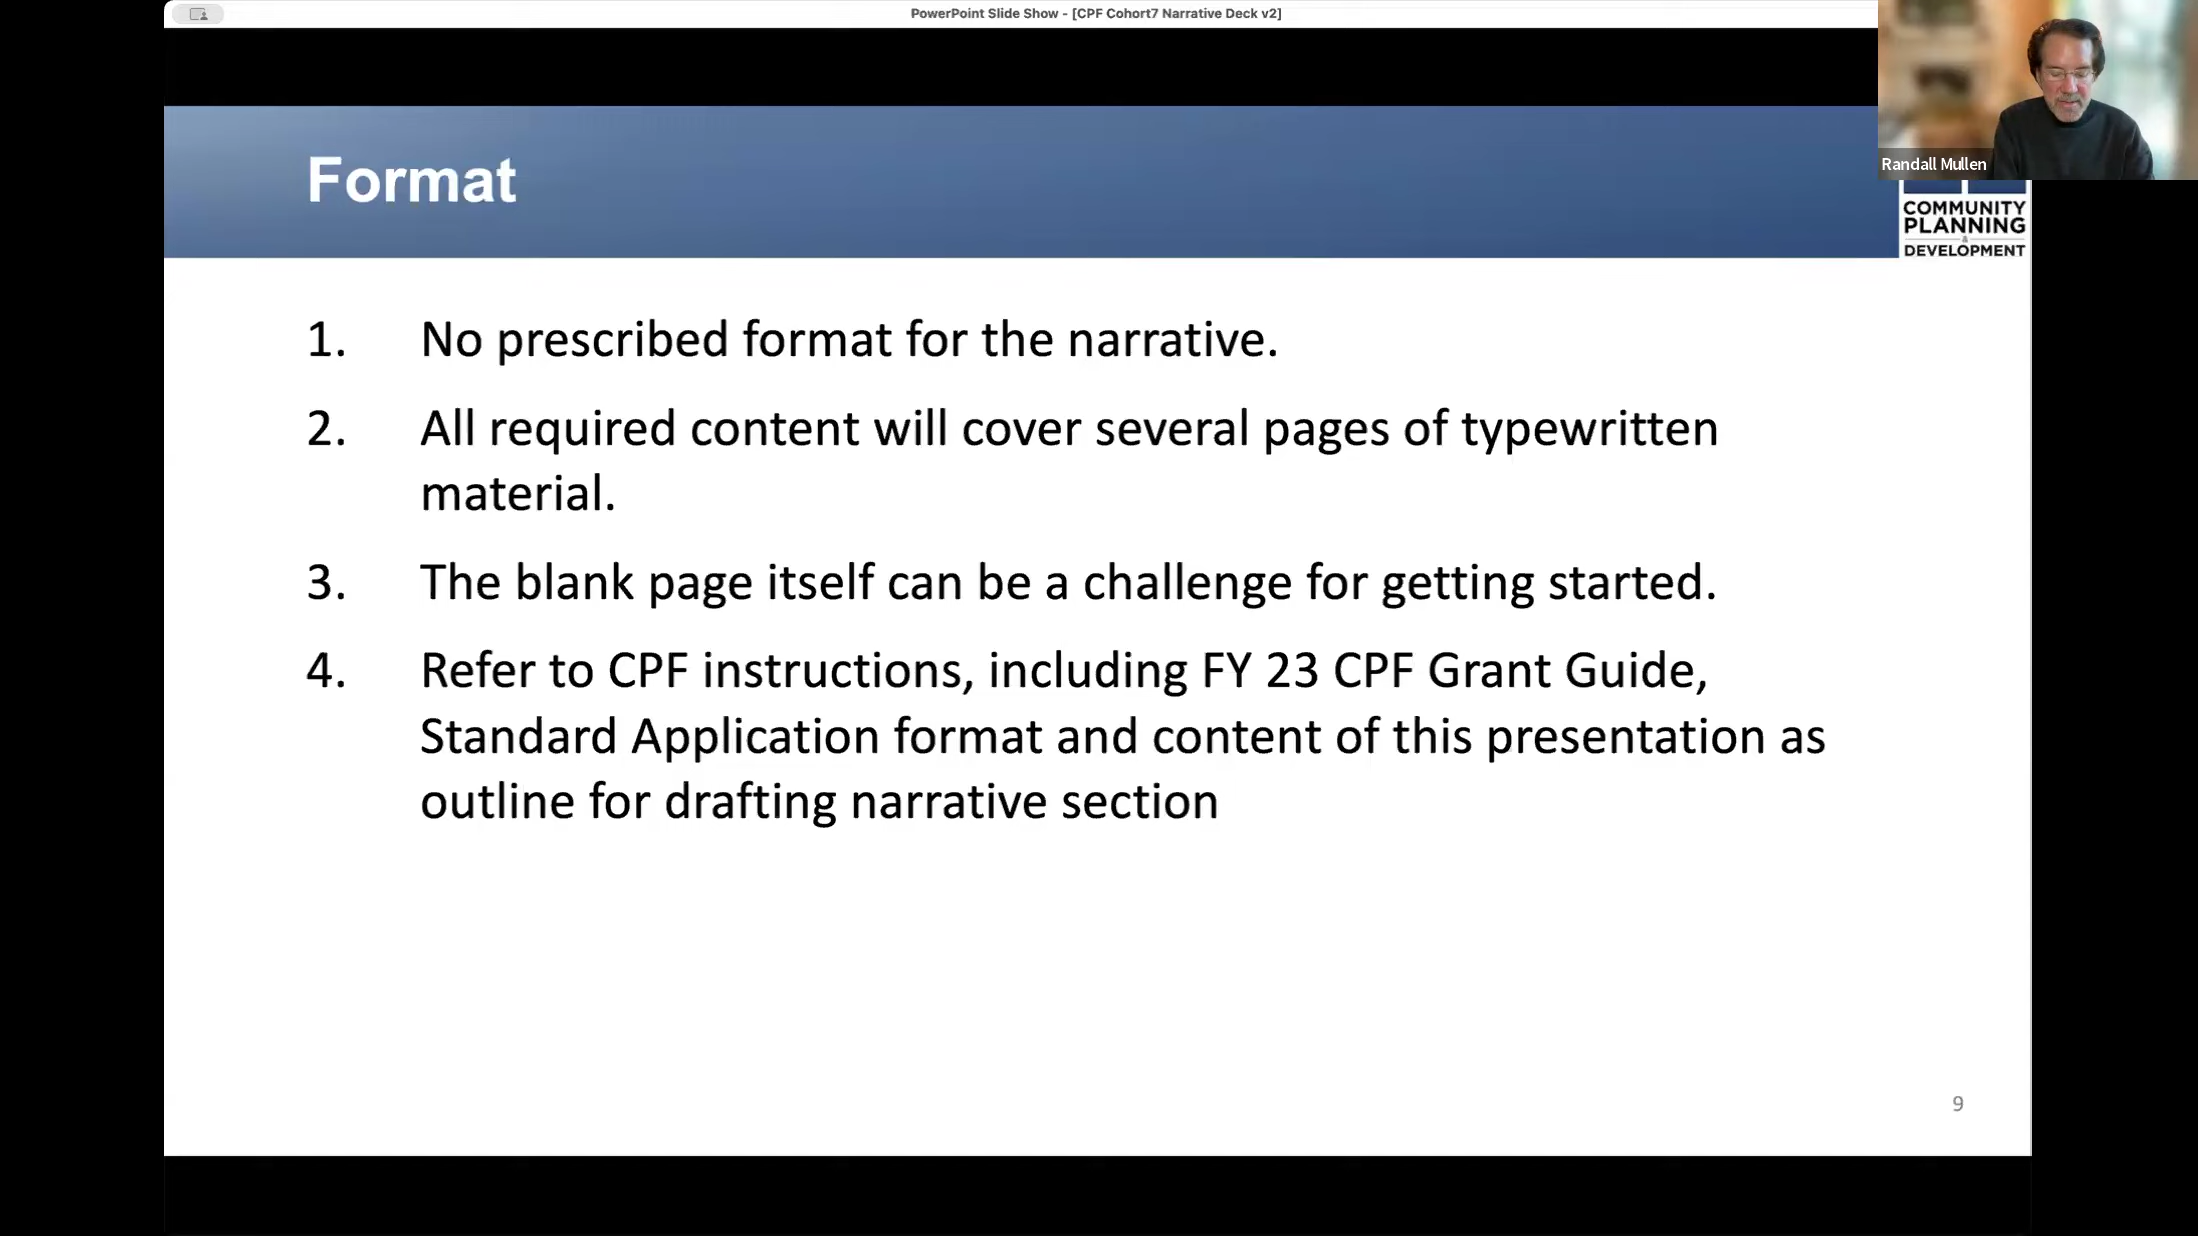 PowerPoint Slide Show - [CPF Cohort7 Narrative Deck v2]
Randall Mullen
Format
COMMUNITY
PLANNING
&
DEVELOPMENT
1. No prescribed format for the narrative.
2. All required content will cover several pages of typewritten
material.
3. The blank page itself can be a challenge for getting started.
4. Refer to CPF instructions, including FY 23 CPF Grant Guide,
Standard Application format and content of this presentation as
outline for drafting narrative section
9